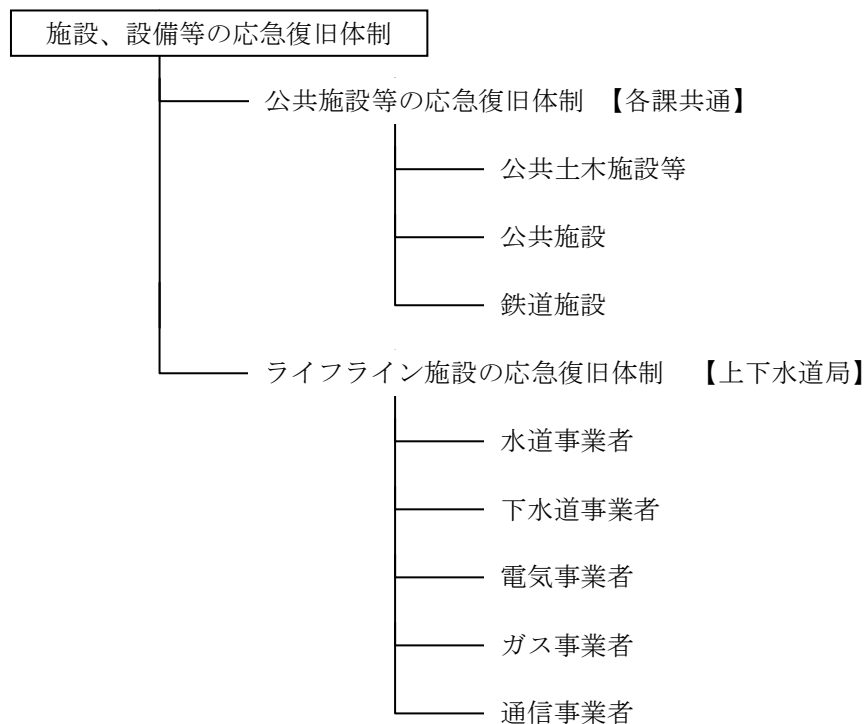 施設、設備等の応急復旧体制
公共施設等の応急復旧体制 【各課共通】
公共土木施設等
公共施設
鉄道施設
ライフライン施設の応急復旧体制 【上下水道局】
水道事業者
下水道事業者
電気事業者
ガス事業者
通信事業者